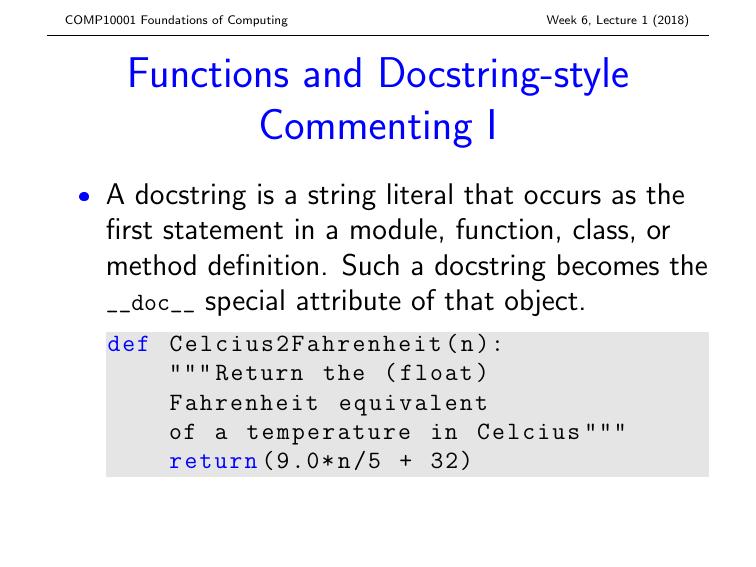 COMP10001 Foundations of Computing
Week 6, Lecture 1 (2018)
Functions and Docstring-style
Commenting I
• A docstring is a string literal that occurs as the
first statement in a module, function, class, or
method definition. Such a docstring becomes the
__doc__ special attribute of that object.
def Celcius2Fahrenheit(n):
    """Return the (float)
    Fahrenheit equivalent
    of a temperature in Celcius"""
    return(9.0*n/5 + 32)